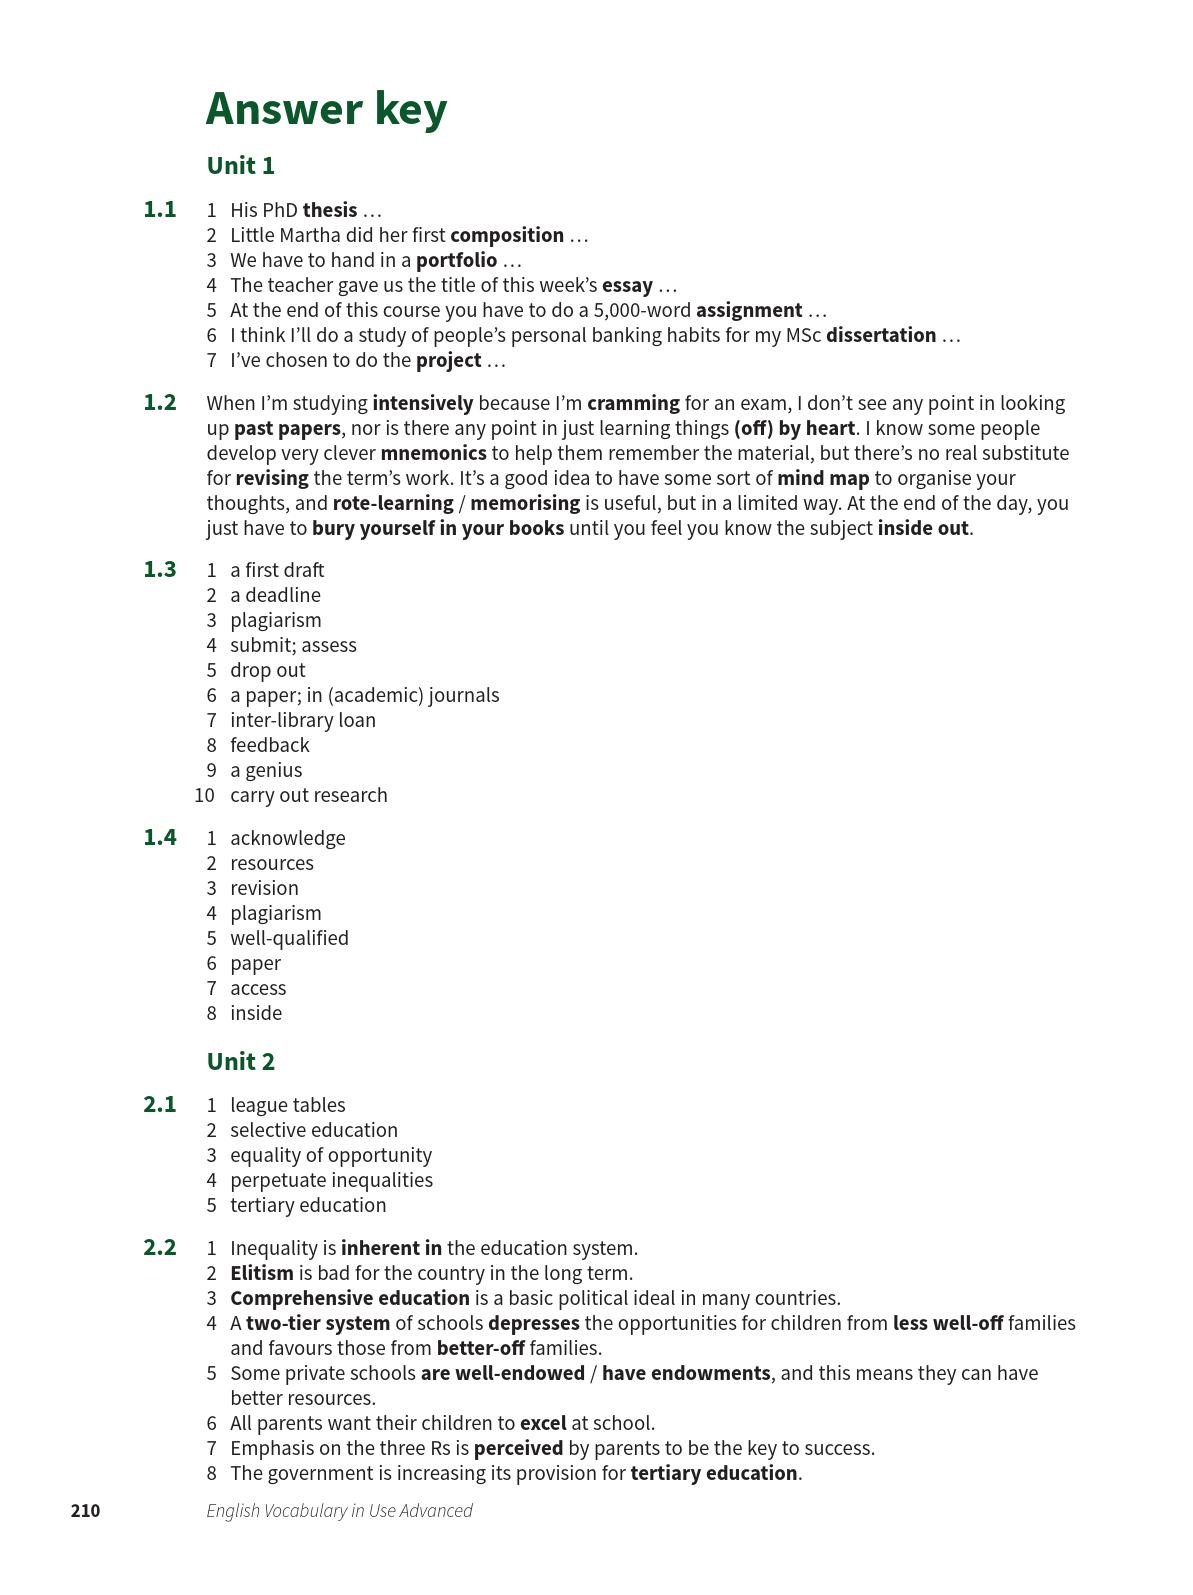 Answer key
Unit 1
1.1 1 His PhD thesis …
2 Little Martha did her first composition …
3 We have to hand in a portfolio …
4 The teacher gave us the title of this week’s essay …
5 At the end of this course you have to do a 5,000-word assignment …
6 I think I’ll do a study of people’s personal banking habits for my MSc dissertation …
7 I’ve chosen to do the project …
1.2 When I’m studying intensively because I’m cramming for an exam, I don’t see any point in looking
up past papers, nor is there any point in just learning things (off) by heart. I know some people
develop very clever mnemonics to help them remember the material, but there’s no real substitute
for revising the term’s work. It’s a good idea to have some sort of mind map to organise your
thoughts, and rote-learning / memorising is useful, but in a limited way. At the end of the day, you
just have to bury yourself in your books until you feel you know the subject inside out.
1.3 1 a first draft
2 a deadline
3 plagiarism
4 submit; assess
5 drop out
6 a paper; in (academic) journals
7 inter-library loan
8 feedback
9 a genius
10 carry out research
1.4 1 acknowledge
2 resources
3 revision
4 plagiarism
5 well-qualified
6 paper
7 access
8 inside
Unit 2
2.1 1 league tables
2 selective education
3 equality of opportunity
4 perpetuate inequalities
5 tertiary education
2.2 1 Inequality is inherent in the education system.
2 Elitism is bad for the country in the long term.
3 Comprehensive education is a basic political ideal in many countries.
4 A two-tier system of schools depresses the opportunities for children from less well-off families
and favours those from better-off families.
5 Some private schools are well-endowed / have endowments, and this means they can have
better resources.
6 All parents want their children to excel at school.
7 Emphasis on the three Rs is perceived by parents to be the key to success.
8 The government is increasing its provision for tertiary education.
210 English Vocabulary in Use Advanced